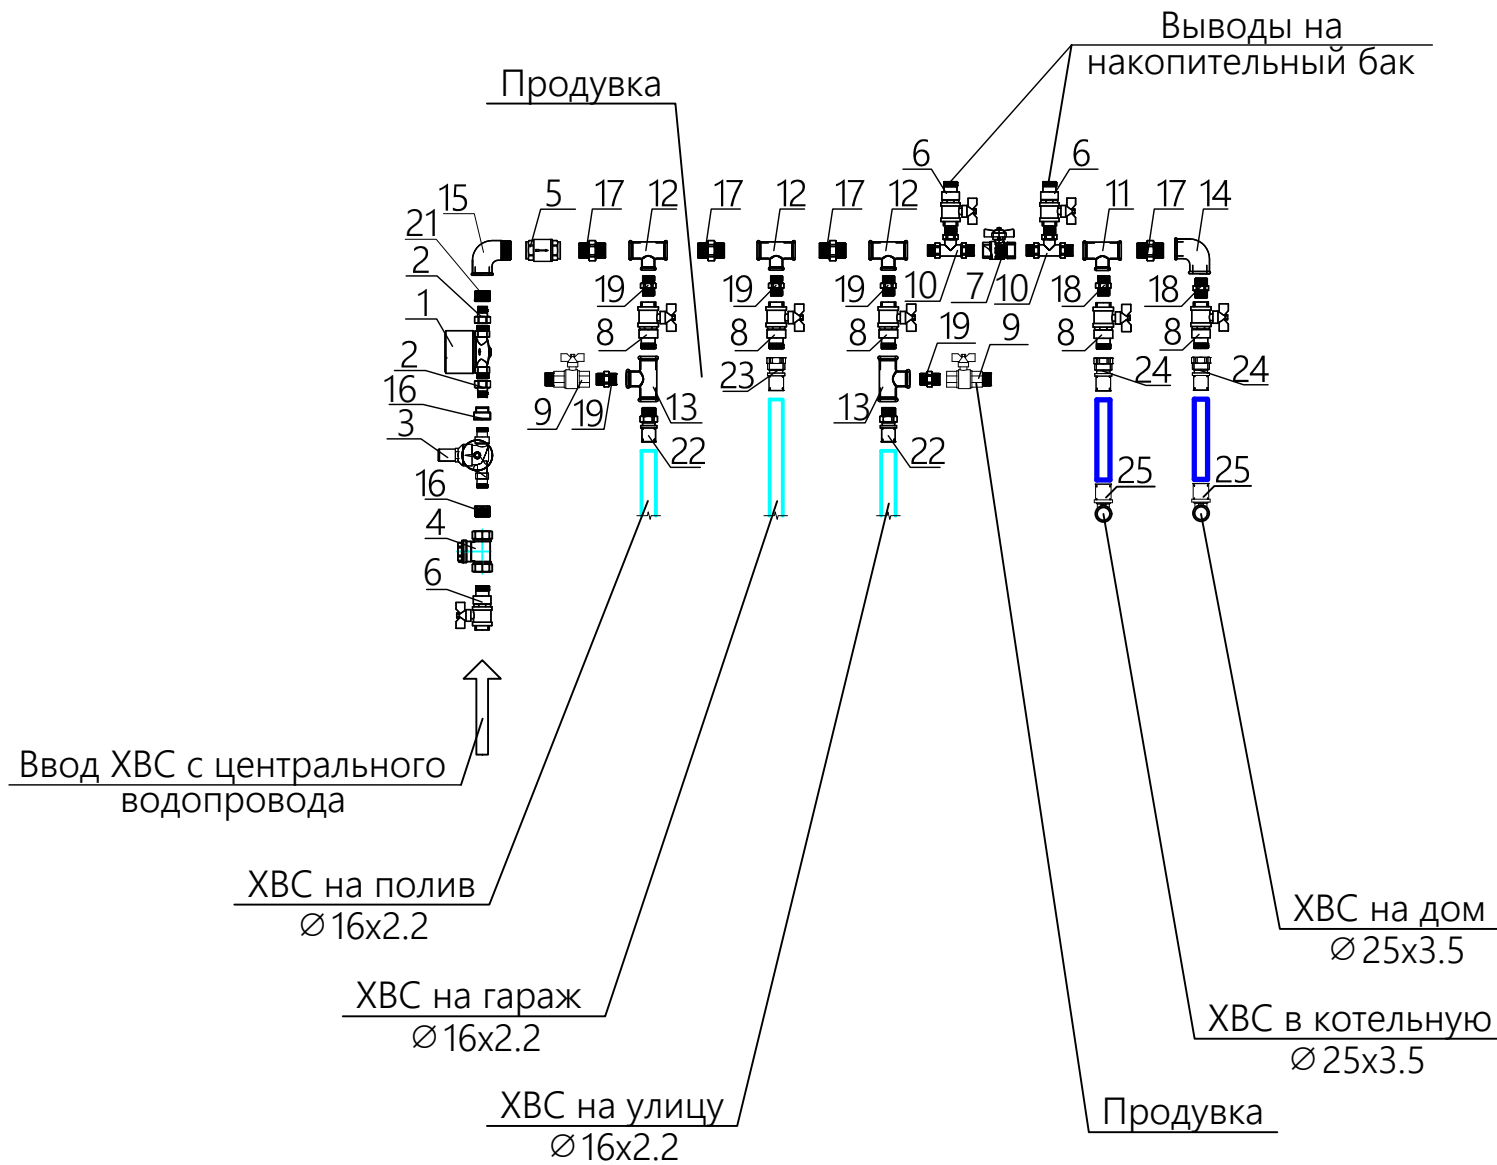 Выводы на
накопительный бак
Продувка
6 6
15 5 17 12 17 12 17 12 11 17 14
21
2
1
19 19 19 10 7 10 18 18
8 8 8 8 8
2
16
3
9 19 13 23 13 19 9 24 24
22 22
16
25 25
4
6
Ввод ХВС с центрального
водопровода
ХВС на полив
∅16x2.2
ХВС на дом
∅25x3.5
ХВС на гараж
∅16x2.2
ХВС в котельную
∅25x3.5
ХВС на улицу
∅16x2.2
Продувка